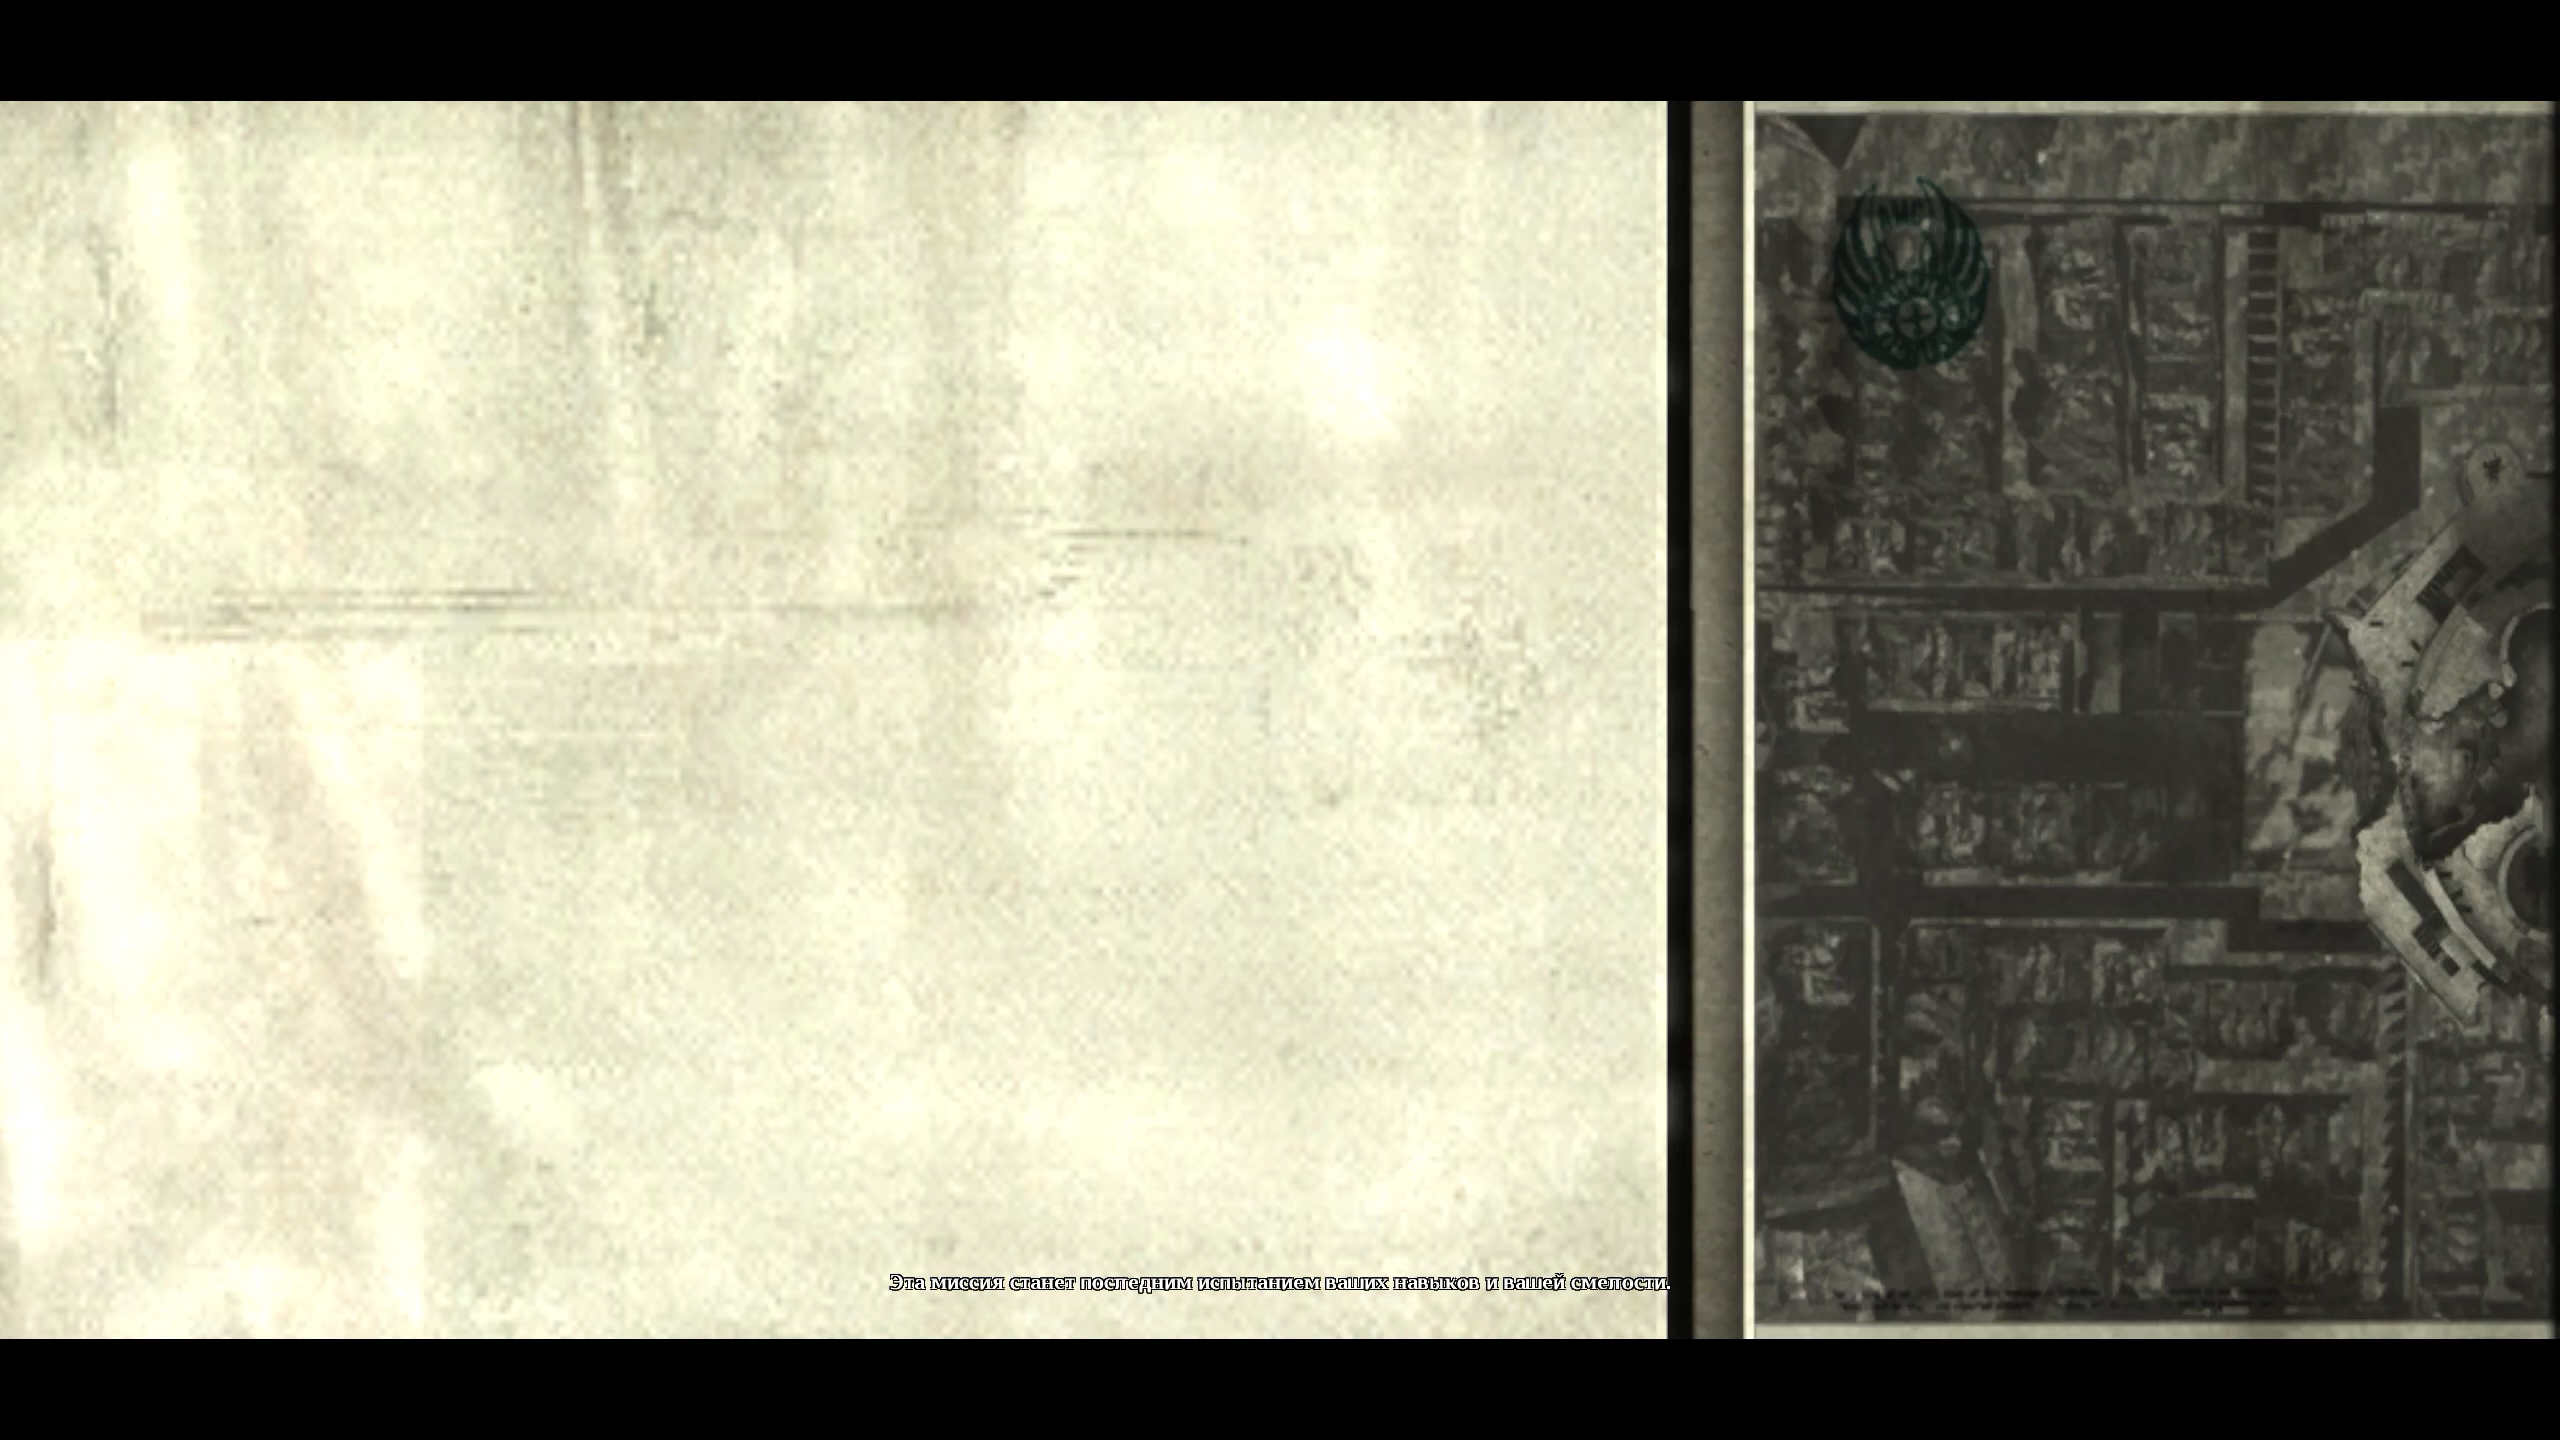 Эта миссия станет последним испытанием ваших навыков и вашей смелости.